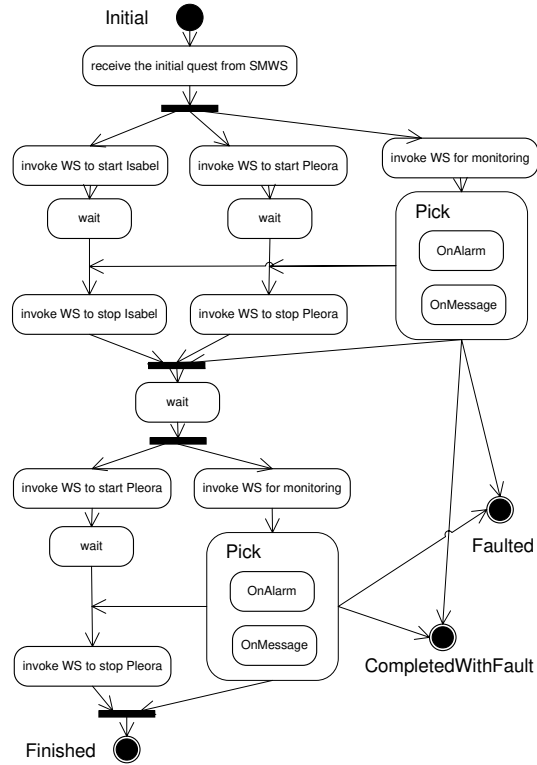 Initial
receive the initial quest from SMWS
invoke WS to start Isabel
invoke WS to start Pleora
invoke WS for monitoring
wait
wait
Pick
OnAlarm
OnMessage
invoke WS to stop Isabel
invoke WS to stop Pleora
wait
invoke WS to start Pleora
invoke WS for monitoring
wait
Pick
OnAlarm
OnMessage
Faulted
invoke WS to stop Pleora
CompletedWithFault
Finished